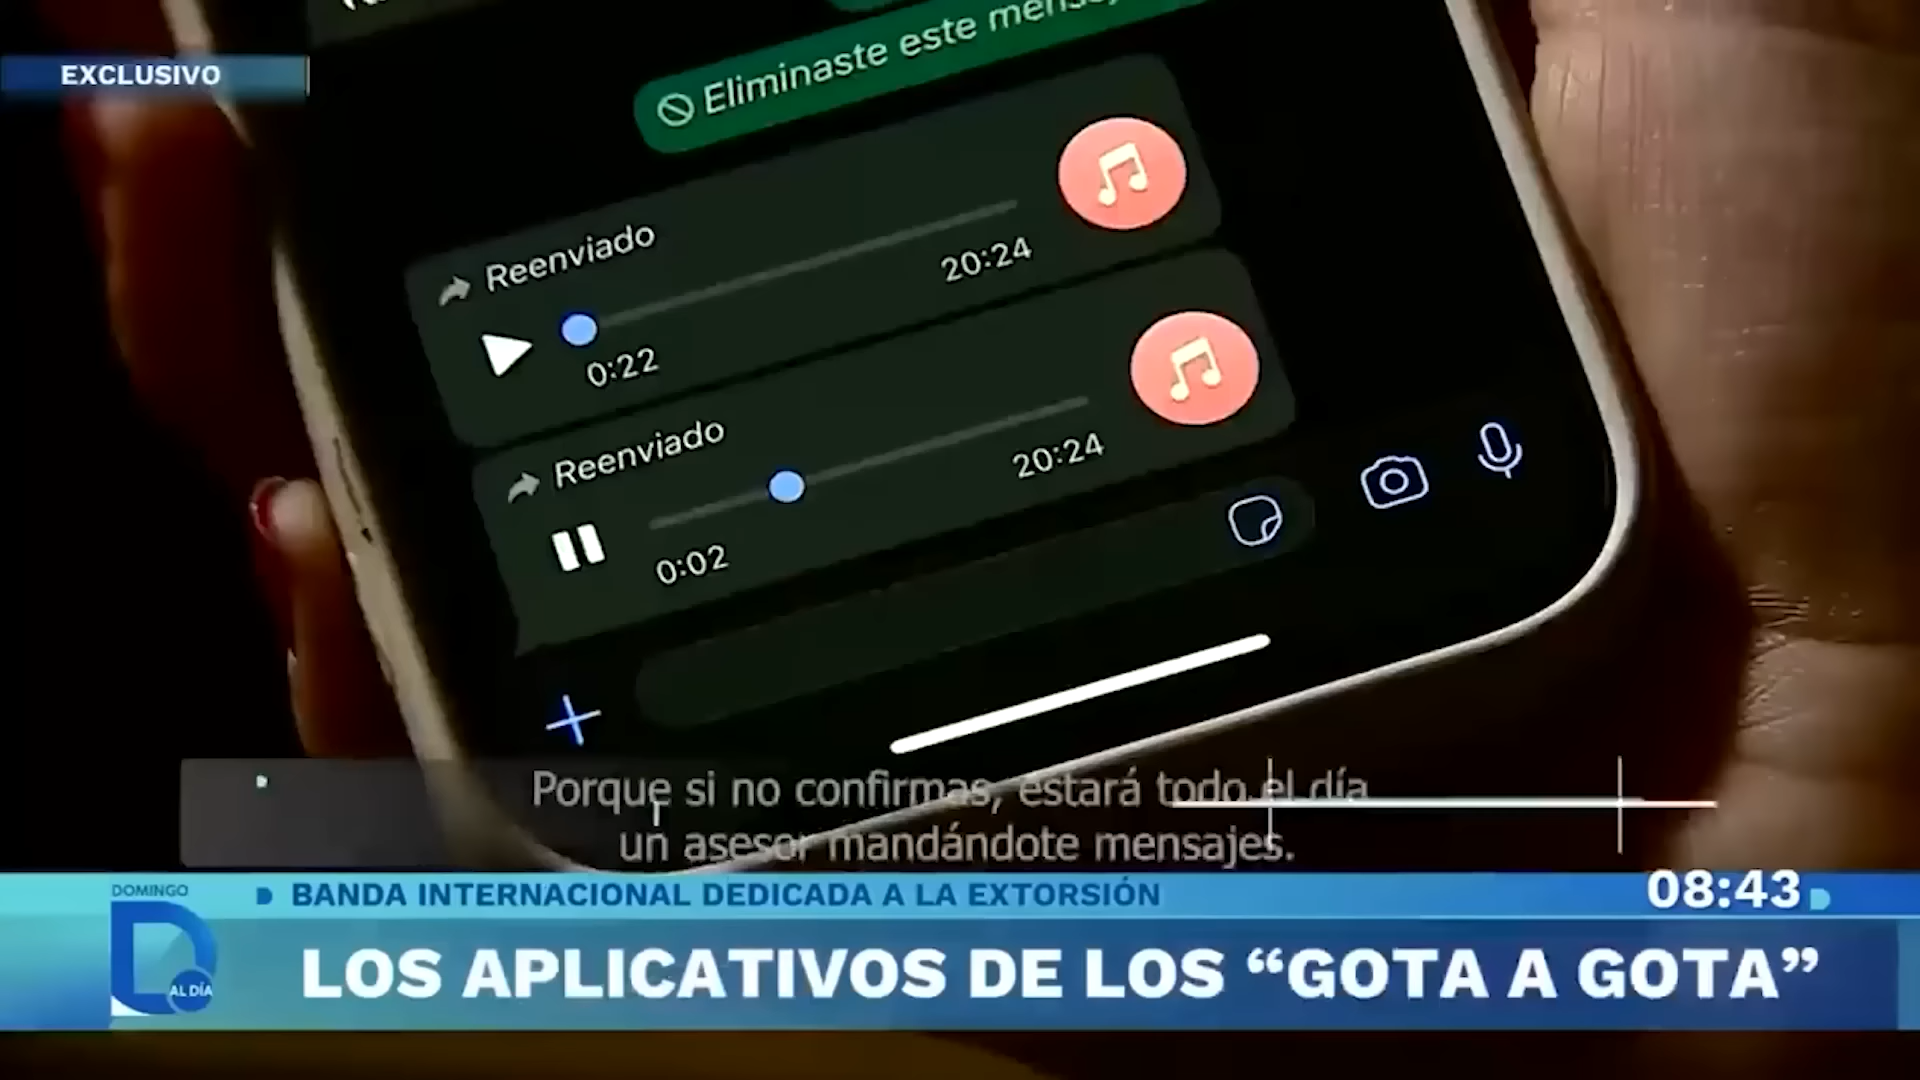 EXCLUSIVO
Eliminaste este
Reenviado
20:24
0:22
Reenviado
20:24
0:02
Porque si no confirmas, estará todo el día
un asesor mandándote mensajes.
DOMINGO
AL DÍA
BANDA INTERNACIONAL DEDICADA A LA EXTORSIÓN
08:43
LOS APLICATIVOS DE LOS “GOTA A GOTA”